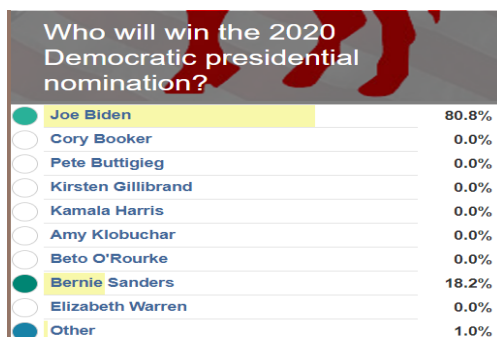 Who will win the 2020
Democratic presidential
nomination?
Joe Biden 80.8%
Cory Booker 0.0%
Pete Buttigieg 0.0%
Kirsten Gillibrand 0.0%
Kamala Harris 0.0%
Amy Klobuchar 0.0%
Beto O'Rourke 0.0%
Bernie Sanders 18.2%
Elizabeth Warren 0.0%
Other 1.0%